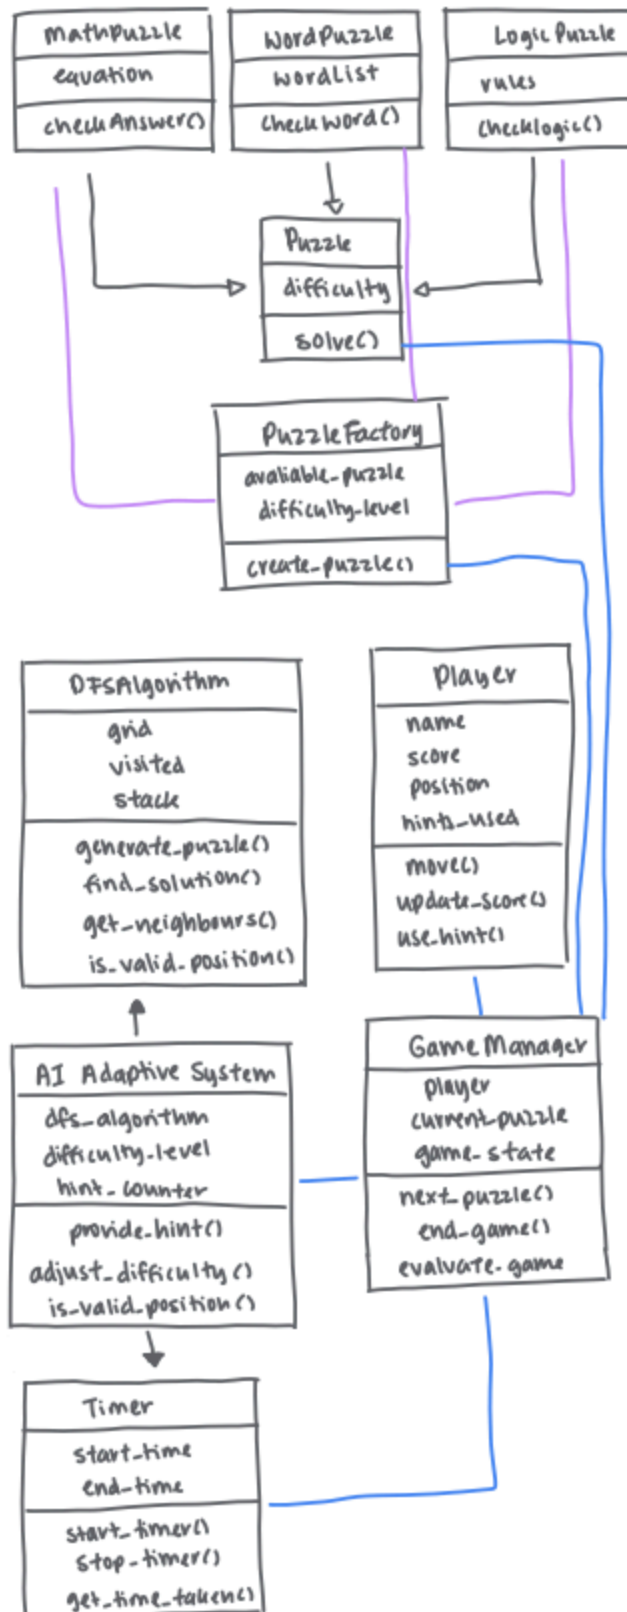 MathPuzzle
equation
checkAnswer()
WordPuzzle
wordList
checkWord()
Logic Puzzle
rules
checklogic()
Puzzle
difficulty
solve()
PuzzleFactory
avaliable_puzzle
difficulty_level
create_puzzle()
DFSAlgorithm
grid
visited
stack
generate_puzzle()
find_solution()
get_neighbours()
is_valid_position()
Player
name
score
position
hints_used
move()
update_score()
use_hint()
AI Adaptive System
dfs_algorithm
difficulty_level
hint_counter
provide_hint()
adjust_difficulty()
is_valid_position()
Game Manager
player
current_puzzle
game_state
next_puzzle()
end_game()
evaluate_game
Timer
start_time
end_time
start_timer()
stop_timer()
get_time_taken()